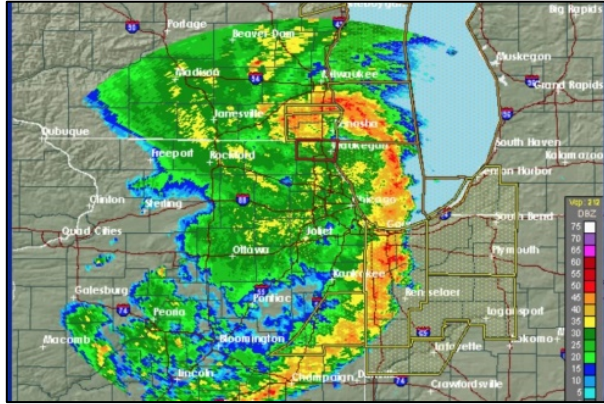 Portage
Big Rapids
Beaver-Dam
Muskegon
Madison
Milwaukee
Grand Rapids
Janesville
Kenosha
Dubuque
Waukegan
South Haven
Freeport
Rockford
Kalamazoo
Benton Harbor
Clinton
Sterling
Chicago
South Bend
Quad Cities
Joliet
Gary
Ottawa
Plymouth
Kankakee
Galesburg
Pontiac
Rensselaer
Peoria
Logansport
Macomb
Bloomington
Kokomo
Lafayette
Lincoln
Champaign
Crawfordsville
Vcp: 212
DBZ
75
70
65
60
55
50
45
40
35
30
25
20
15
10
5